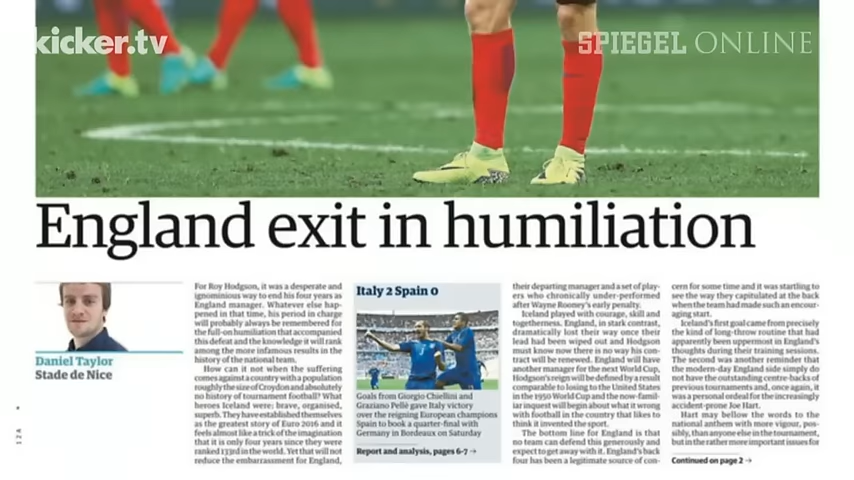 kicker.tv
SPIEGEL ONLINE
England exit in humiliation
Daniel Taylor
Stade de Nice
For Roy Hodgson, it was a desperate and
ignominious way to end his four years as
England manager. Whatever else hap-
pened in that time, his period in charge
will probably always be remembered for
the full-on humiliation that accompanied
this defeat and the knowledge it will rank
among the more infamous results in the
history of the national team.
How can it not when the suffering
comes against a country with a population
roughly the size of Croydon and absolutely
no history of tournament football? What
heroes Iceland were: brave, organised,
superb. They have established themselves
as the greatest story of Euro 2016 and it
feels almost like a trick of the imagination
that it is only four years since they were
ranked 133rd in the world. Yet that will not
reduce the embarrassment for England,
Italy 2 Spain 0
Goals from Giorgio Chiellini and
Graziano Pellè gave Italy victory
over the reigning European champions
Spain to book a quarter-final with
Germany in Bordeaux on Saturday
Report and analysis, pages 6-7 →
their departing manager and a set of play-
ers who chronically under-performed
after Wayne Rooney's early penalty.
Iceland played with courage, skill and
togetherness. England, in stark contrast,
dramatically lost their way once their
lead had been wiped out and Hodgson
must know now there is no way his con-
tract will be renewed. England will have
another manager for the next World Cup,
Hodgson's reign will be defined by a result
comparable to losing to the United States
in the 1950 World Cup and the now-famil-
iar inquest will begin about what it wrong
with football in the country that likes to
think it invented the sport.
The bottom line for England is that
no team can defend this generously and
expect to get away with it. England's back
four has been a legitimate source of con-
cern for some time and it was startling to
see the way they capitulated at the back
when the team had made such an encour-
aging start.
Iceland's first goal came from precisely
the kind of long-throw routine that had
apparently been uppermost in England's
thoughts during their training sessions.
The second was another reminder that
the modern-day England side simply do
not have the outstanding centre-backs of
previous tournaments and, once again, it
was a personal ordeal for the increasingly
accident-prone Joe Hart.
Hart may bellow the words to the
national anthem with more vigour, pos-
sibly, than anyone else in the tournament,
but in the rather more important issues for
Continued on page 2 →